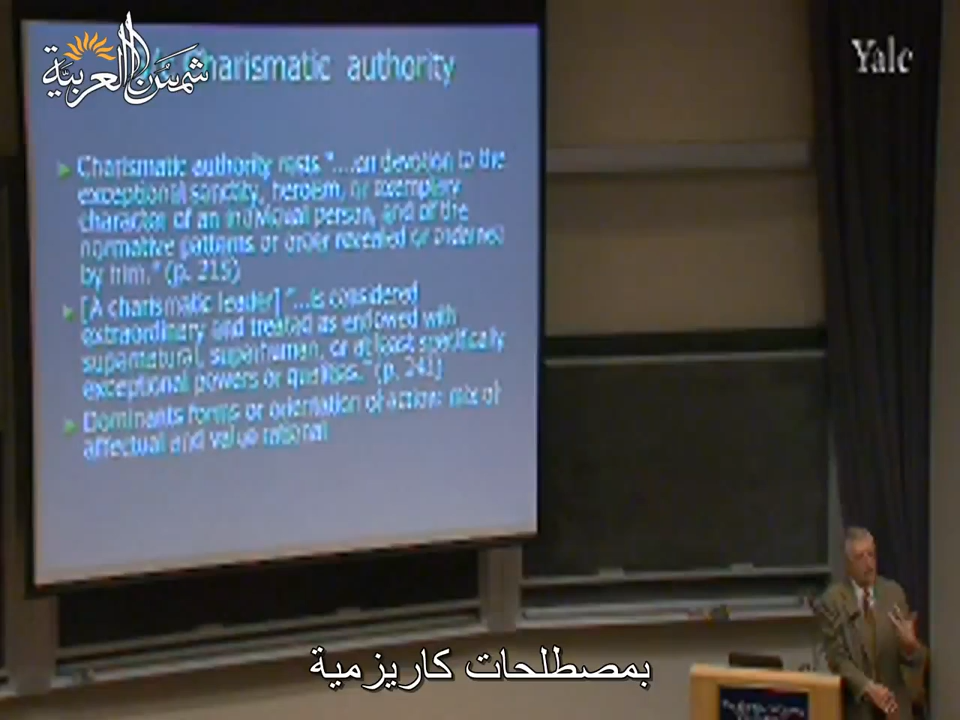 شمس العربية
Yale
Charismatic authority
Charismatic authority rests "...on devotion to the
exceptional sanctity, heroism, or exemplary
character of an individual person, and of the
normative patterns or order revealed or ordained
by him." (p. 215)
[A charismatic leader] "...is considered
extraordinary and treated as endowed with
supernatural, superhuman, or at least specifically
exceptional powers or qualities." (p. 241)
Dominants forms or orientation of action: mix of
affectual and value rational
بمصطلحات كاريزمية